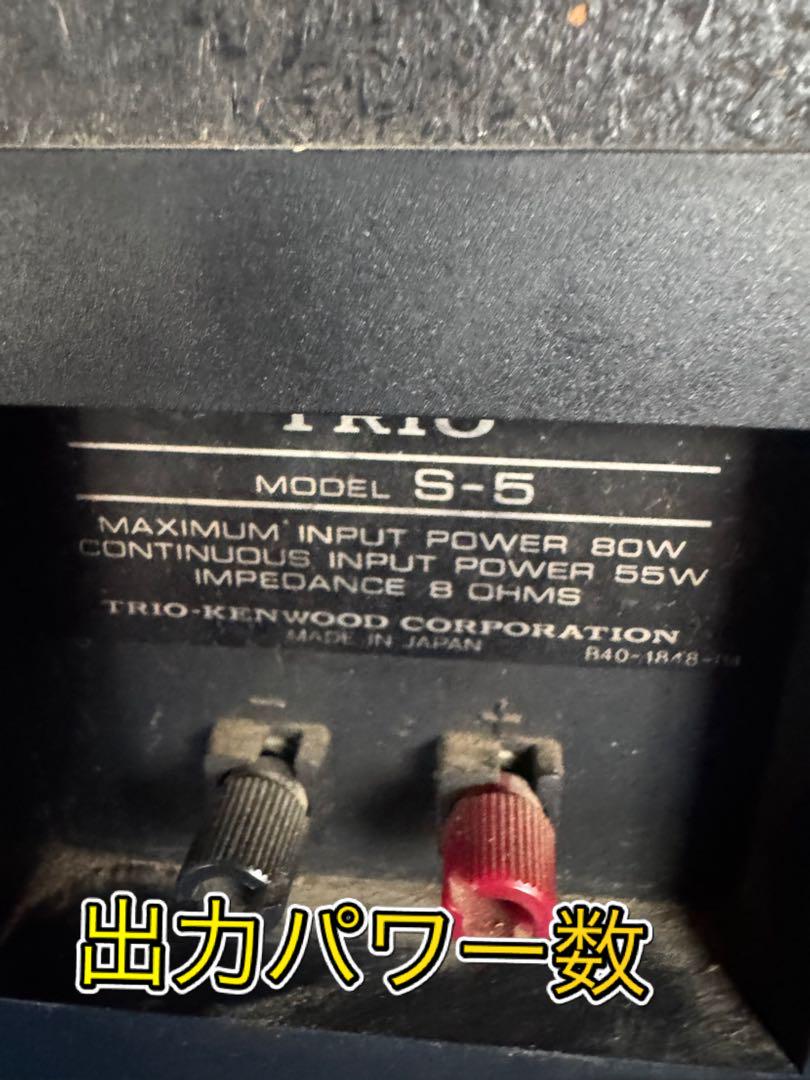 TRIO
MODEL S-5
MAXIMUM INPUT POWER 80W
CONTINUOUS INPUT POWER 55W
IMPEDANCE 8 OHMS
TRIO-KENWOOD CORPORATION
MADE IN JAPAN
B40-1848-
− +
出力パワー数